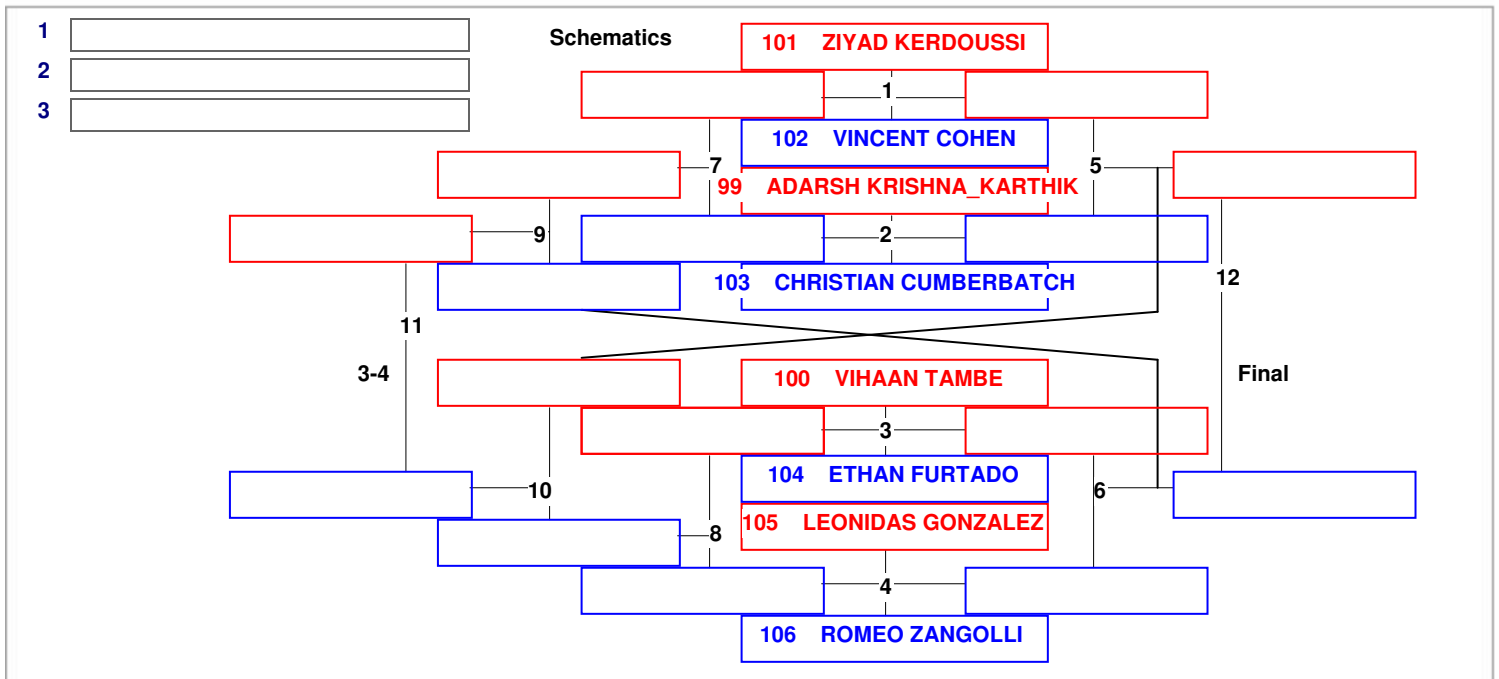 1
Schematics
101 ZIYAD KERDOUSSI
2
1
3
102 VINCENT COHEN
7
5
99 ADARSH KRISHNA_KARTHIK
9
2
103 CHRISTIAN CUMBERBATCH
12
11
3-4
100 VIHAAN TAMBE
Final
3
104 ETHAN FURTADO
10
6
105 LEONIDAS GONZALEZ
8
4
106 ROMEO ZANGOLLI